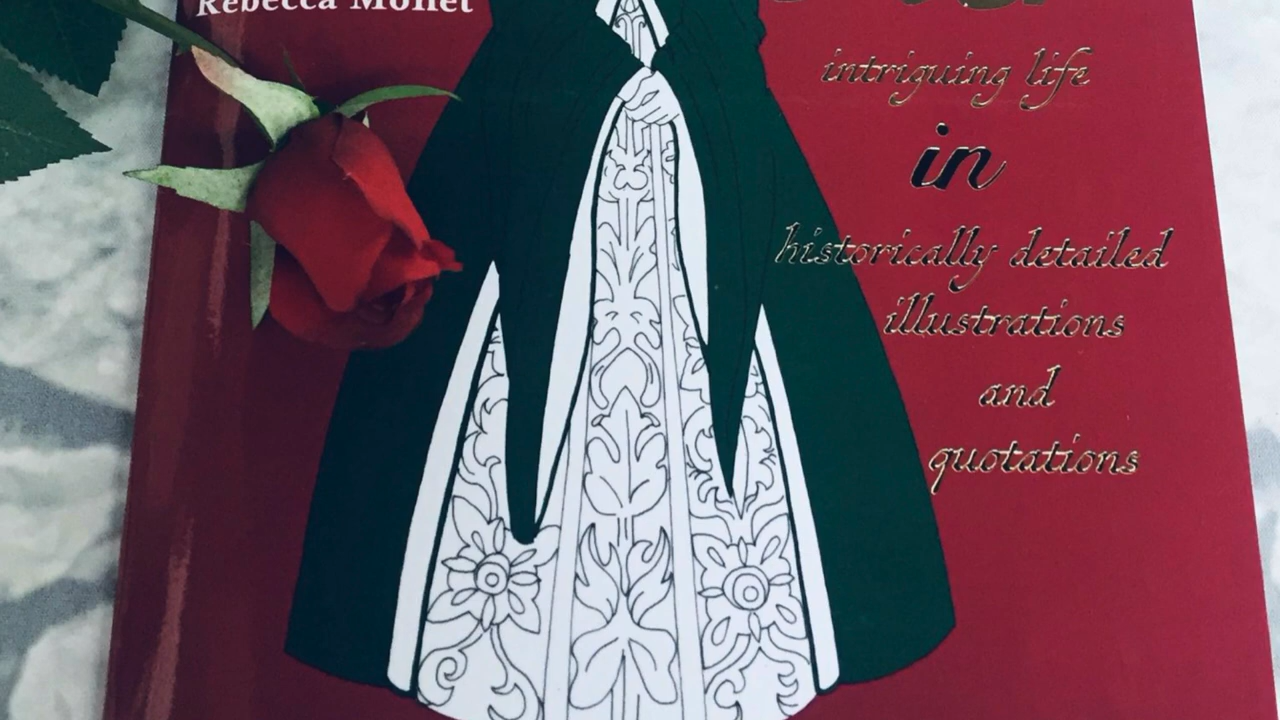 Rebecca Monet
intriguing life
in
historically detailed
illustrations
and
quotations